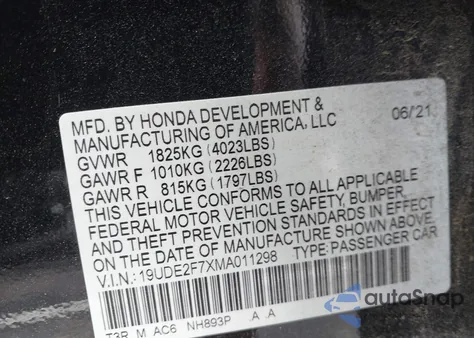 MFD. BY HONDA DEVELOPMENT &
MANUFACTURING OF AMERICA, LLC 06/21
GVWR 1825KG (4023LBS)
GAWR F 1010KG (2226LBS)
GAWR R 815KG (1797LBS)
THIS VEHICLE CONFORMS TO ALL APPLICABLE
FEDERAL MOTOR VEHICLE SAFETY, BUMPER,
AND THEFT PREVENTION STANDARDS IN EFFECT
ON THE DATE OF MANUFACTURE SHOWN ABOVE.
V.I.N.: 19UDE2F7XMA011298 TYPE: PASSENGER CAR
T3R M AC6 NH893P .A .A
autoSnap